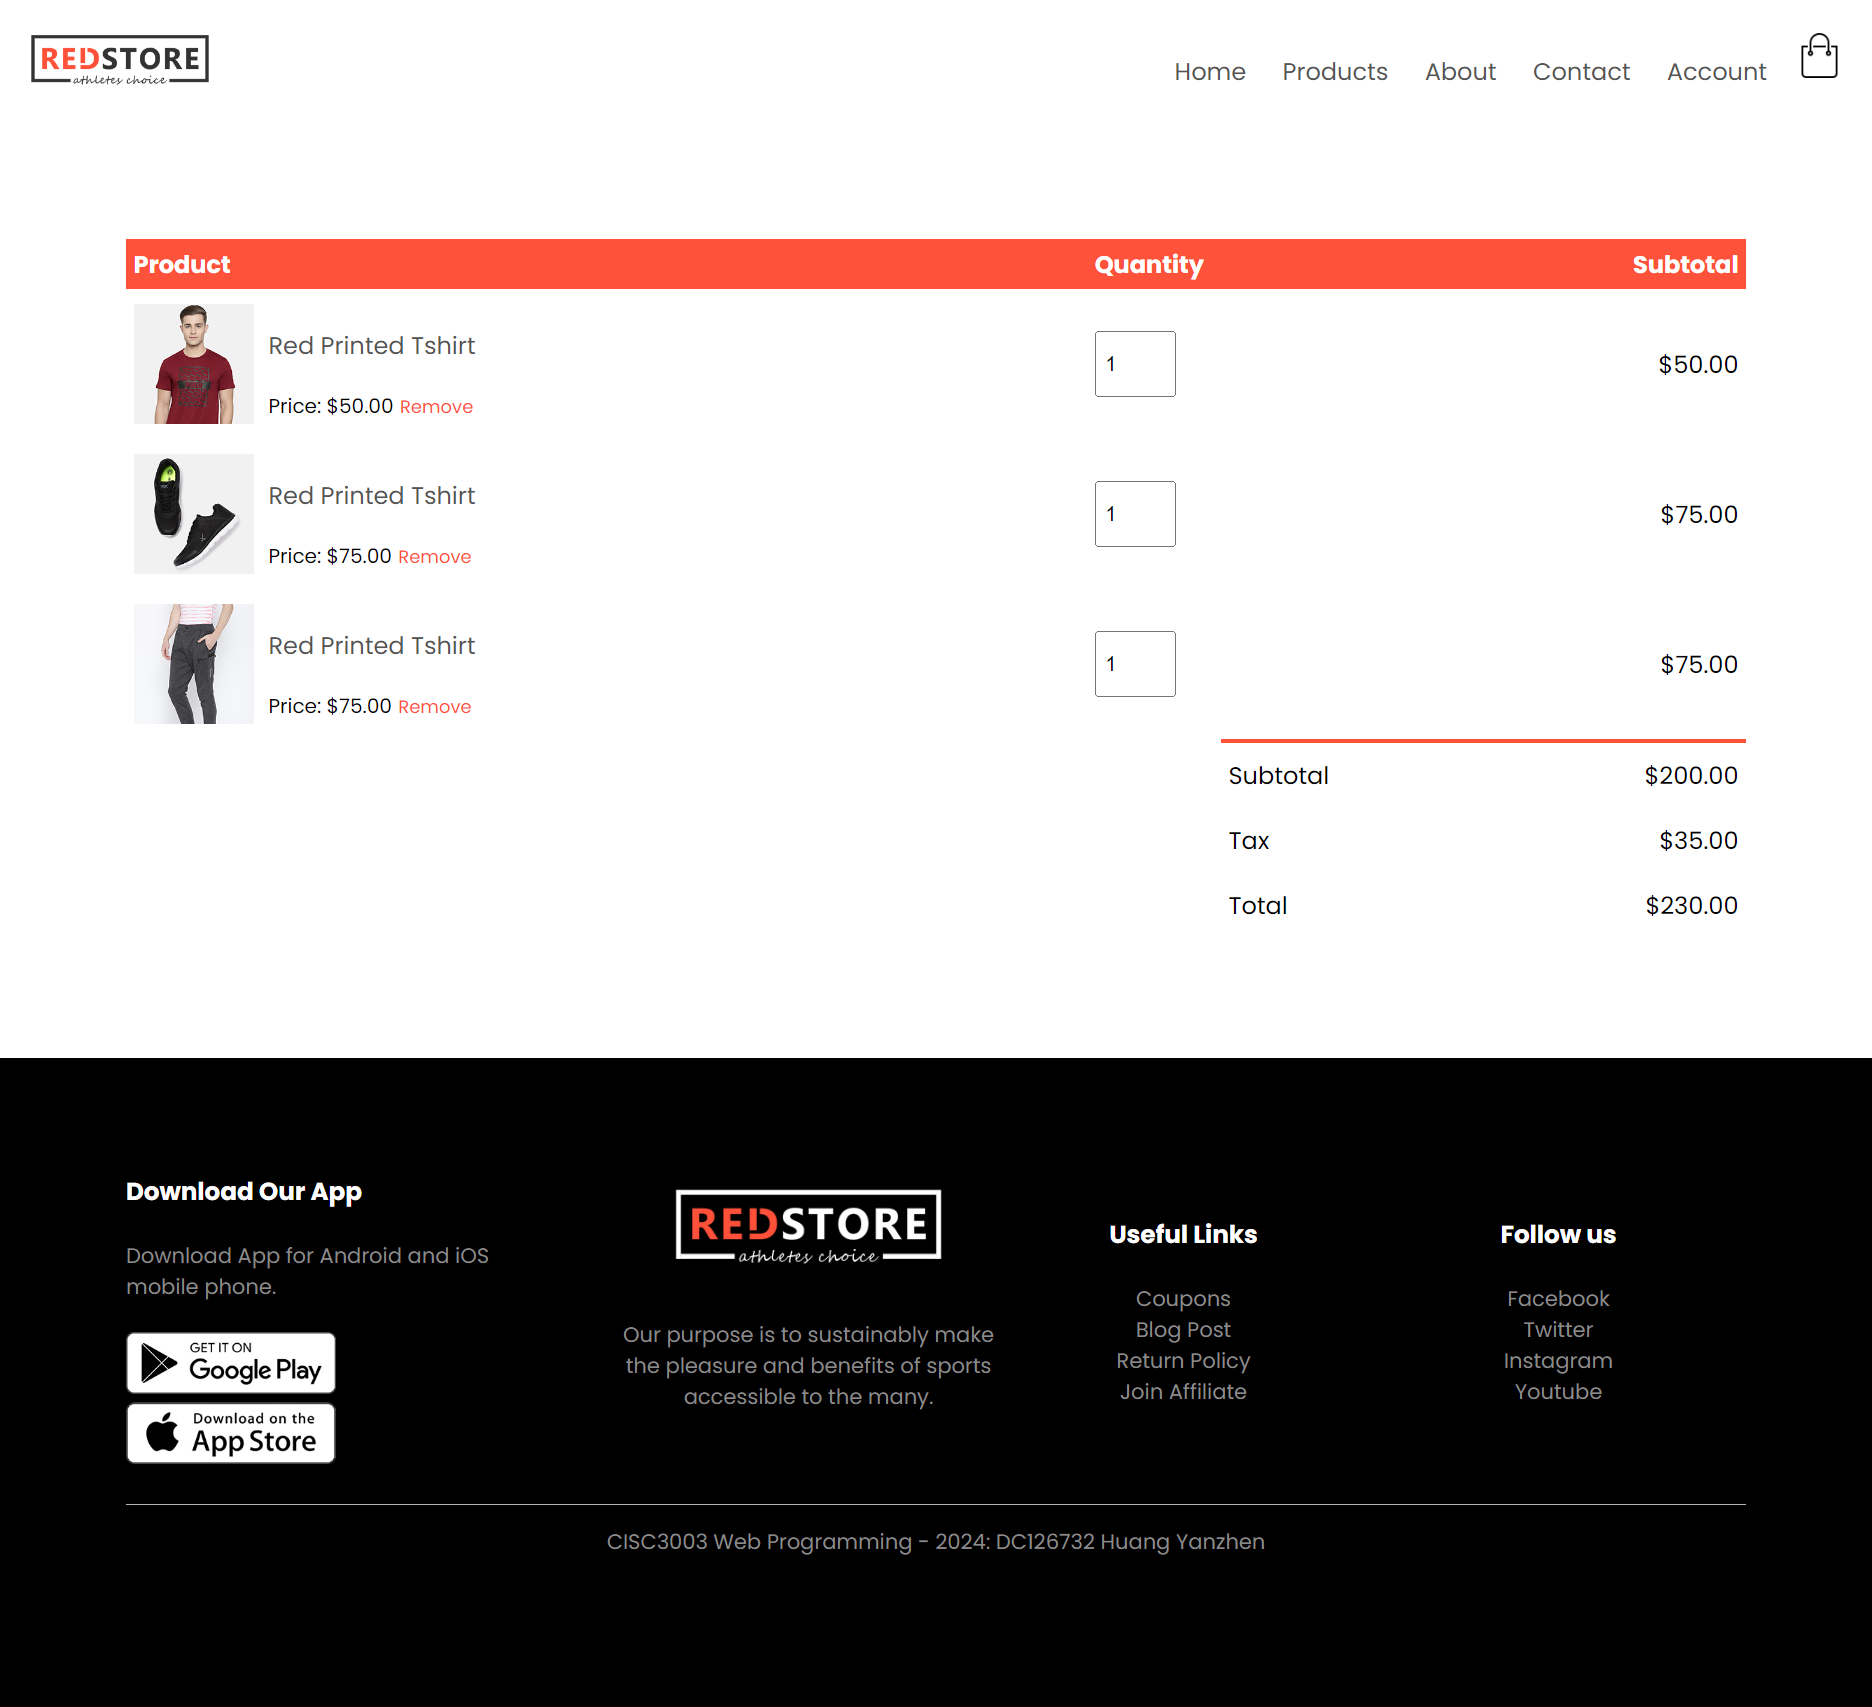 REDSTORE
athletes choice
Home Products About Contact Account
Product Quantity Subtotal
Red Printed Tshirt
1
$50.00
Price: $50.00 Remove
Red Printed Tshirt
1
$75.00
Price: $75.00 Remove
Red Printed Tshirt
1
$75.00
Price: $75.00 Remove
Subtotal $200.00
Tax $35.00
Total $230.00
Download Our App
Download App for Android and iOS
mobile phone.
GET IT ON
Google Play
Download on the
App Store
REDSTORE
athletes choice
Our purpose is to sustainably make
the pleasure and benefits of sports
accessible to the many.
Useful Links
Coupons
Blog Post
Return Policy
Join Affiliate
Follow us
Facebook
Twitter
Instagram
Youtube
CISC3003 Web Programming - 2024: DC126732 Huang Yanzhen